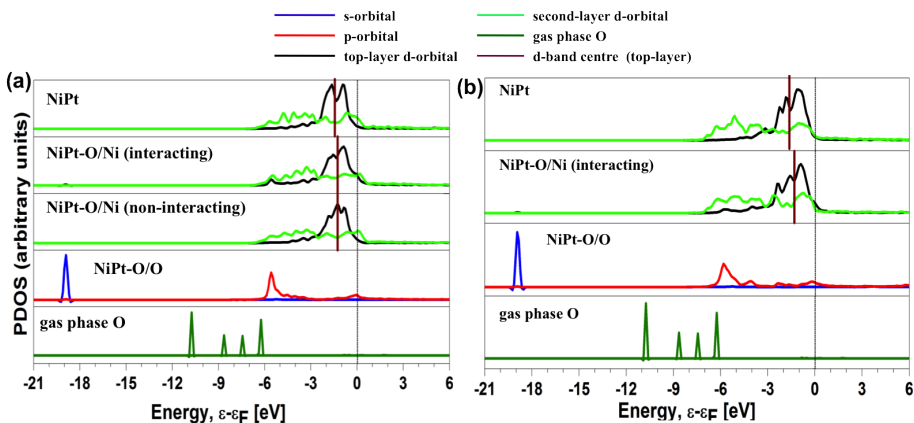 s-orbital
p-orbital
top-layer d-orbital
second-layer d-orbital
gas phase O
d-band centre (top-layer)
(a)
NiPt
NiPt-O/Ni (interacting)
NiPt-O/Ni (non-interacting)
NiPt-O/O
gas phase O
PDOS (arbitrary units)
-21 -18 -15 -12 -9 -6 -3 0 3 6
Energy, ε-εF [eV]
(b)
NiPt
NiPt-O/Ni (interacting)
NiPt-O/O
gas phase O
-21 -18 -15 -12 -9 -6 -3 0 3 6
Energy, ε-εF [eV]